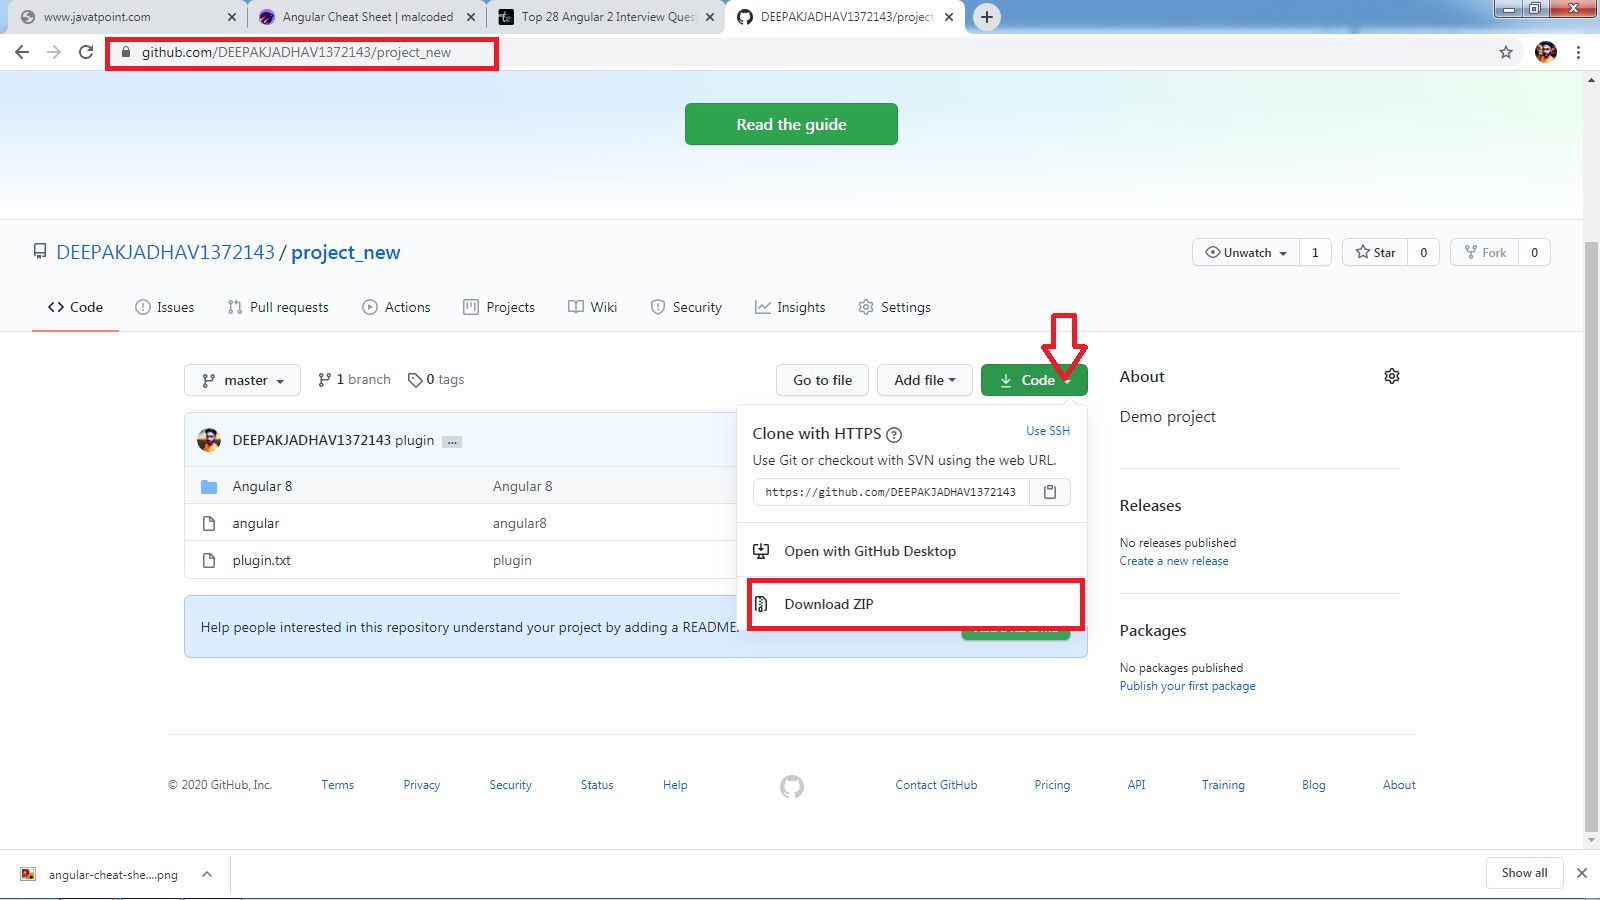 www.javatpoint.com
Angular Cheat Sheet | malcoded
Top 28 Angular 2 Interview Ques
DEEPAKJADHAV1372143/project
github.com/DEEPAKJADHAV1372143/project_new
Read the guide
DEEPAKJADHAV1372143 / project_new
Unwatch 1
Star 0
Fork 0
Code
Issues
Pull requests
Actions
Projects
Wiki
Security
Insights
Settings
master
1 branch
0 tags
Go to file
Add file
Code
About
Demo project
DEEPAKJADHAV1372143 plugin ...
Angular 8 Angular 8
angular angular8
plugin.txt plugin
Clone with HTTPS
Use SSH
Use Git or checkout with SVN using the web URL.
https://github.com/DEEPAKJADHAV1372143
Open with GitHub Desktop
Download ZIP
Help people interested in this repository understand your project by adding a README.
Releases
No releases published
Create a new release
Packages
No packages published
Publish your first package
© 2020 GitHub, Inc.
Terms
Privacy
Security
Status
Help
Contact GitHub
Pricing
API
Training
Blog
About
angular-cheat-she....png
Show all